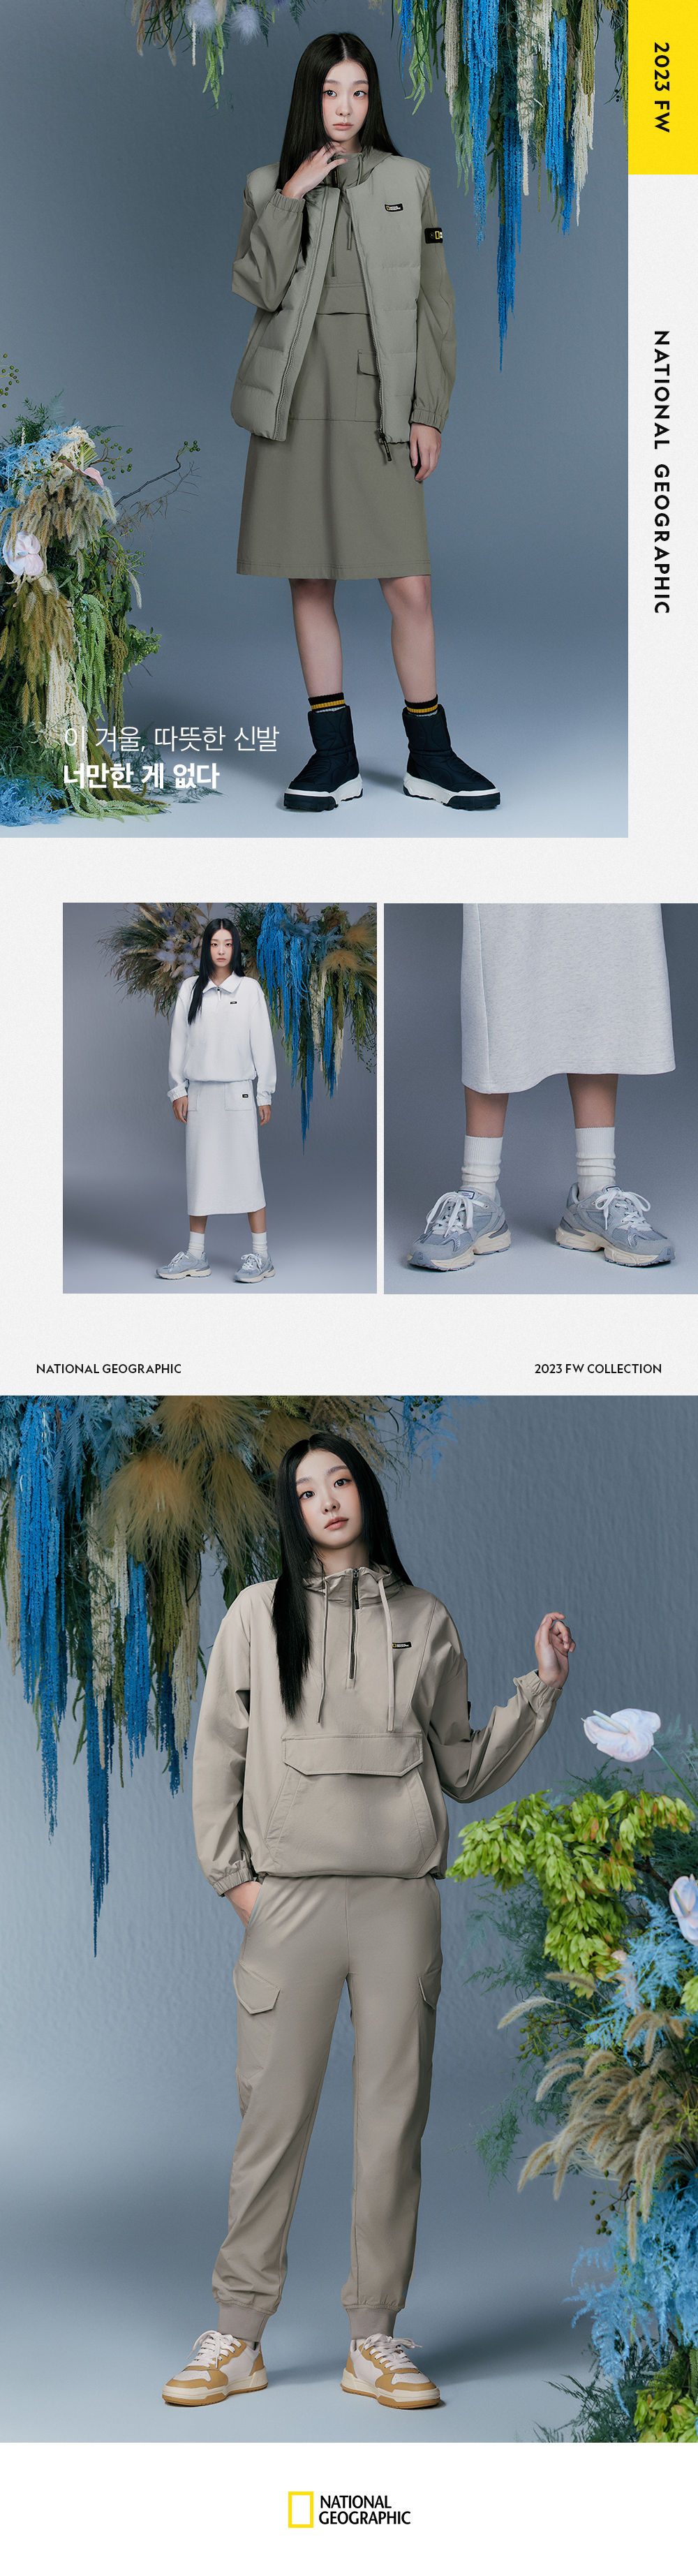 2023 FW
NATIONAL GEOGRAPHIC
이 겨울, 따뜻한 신발
너만한 게 없다
NATIONAL GEOGRAPHIC
2023 FW COLLECTION
NATIONAL
GEOGRAPHIC